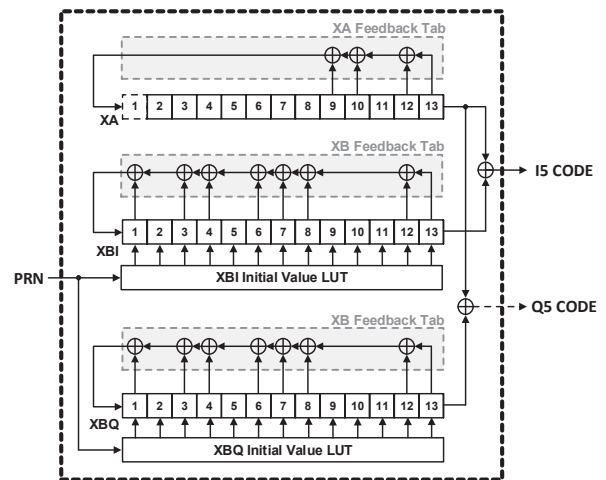 XA Feedback Tab
1 2 3 4 5 6 7 8 9 10 11 12 13
XA
XB Feedback Tab
I5 CODE
1 2 3 4 5 6 7 8 9 10 11 12 13
XBI
XBI Initial Value LUT
PRN
Q5 CODE
XB Feedback Tab
1 2 3 4 5 6 7 8 9 10 11 12 13
XBQ
XBQ Initial Value LUT